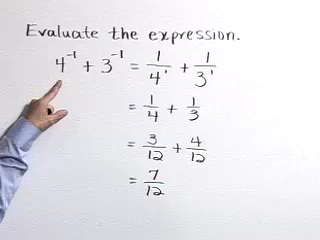 Evaluate the expression.
4⁻¹ + 3⁻¹ = 1/4¹ + 1/3¹
= 1/4 + 1/3
= 3/12 + 4/12
= 7/12